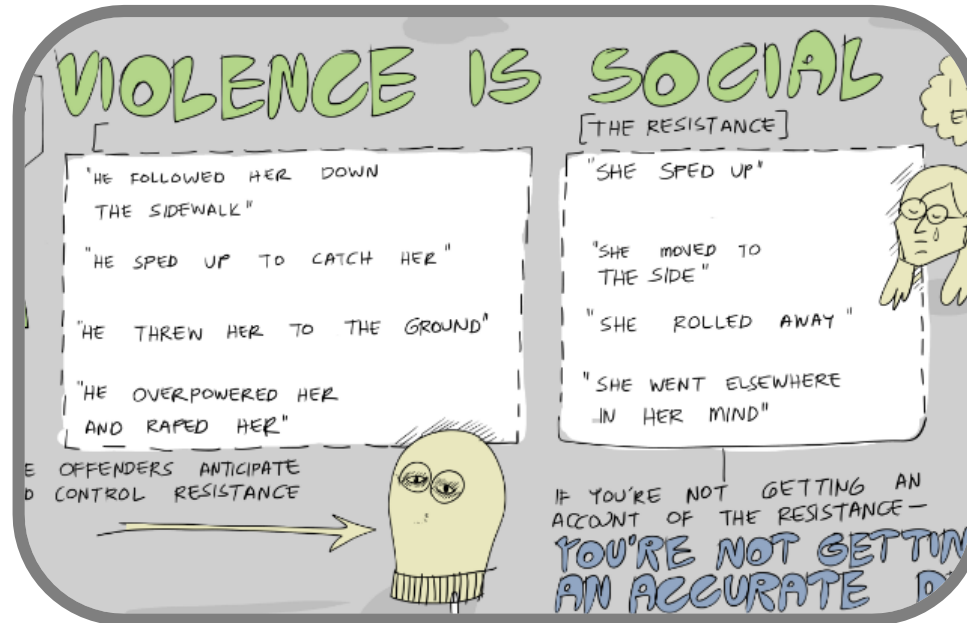 VIOLENCE IS SOCIAL
[THE RESISTANCE]
"HE FOLLOWED HER DOWN
THE SIDEWALK"
"HE SPED UP TO CATCH HER"
"HE THREW HER TO THE GROUND"
"HE OVERPOWERED HER
AND RAPED HER"
"SHE SPED UP"
"SHE MOVED TO
THE SIDE"
"SHE ROLLED AWAY"
"SHE WENT ELSEWHERE
IN HER MIND"
OFFENDERS ANTICIPATE
CONTROL RESISTANCE
IF YOU'RE NOT GETTING AN
ACCOUNT OF THE RESISTANCE—
YOU'RE NOT
AN ACCURATE